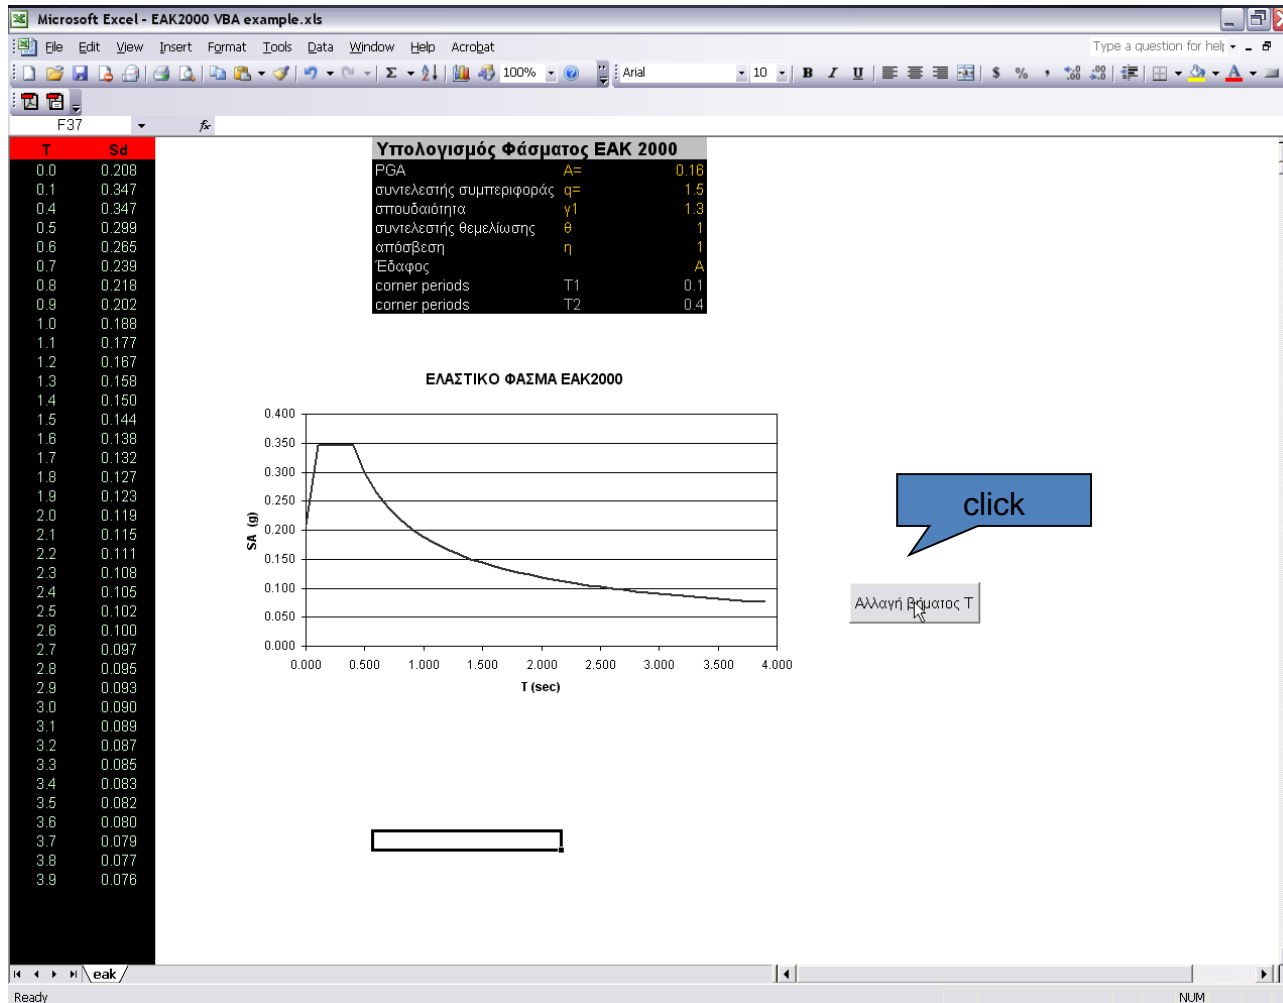 Microsoft Excel - EAK2000 VBA example.xls
File Edit View Insert Format Tools Data Window Help Acrobat
Type a question for help
100% Arial 10 B I U $ % ,
F37 fx
T Sd
0.0 0.208
0.1 0.347
0.4 0.347
0.5 0.299
0.6 0.265
0.7 0.239
0.8 0.218
0.9 0.202
1.0 0.188
1.1 0.177
1.2 0.167
1.3 0.158
1.4 0.150
1.5 0.144
1.6 0.138
1.7 0.132
1.8 0.127
1.9 0.123
2.0 0.119
2.1 0.115
2.2 0.111
2.3 0.108
2.4 0.105
2.5 0.102
2.6 0.100
2.7 0.097
2.8 0.095
2.9 0.093
3.0 0.090
3.1 0.089
3.2 0.087
3.3 0.085
3.4 0.083
3.5 0.082
3.6 0.080
3.7 0.079
3.8 0.077
3.9 0.076
Υπολογισμός Φάσματος ΕΑΚ 2000
PGA A= 0.16
συντελεστής συμπεριφοράς q= 1.5
σπουδαιότητα γ1 1.3
συντελεστής θεμελίωσης θ 1
απόσβεση η 1
Έδαφος A
corner periods T1 0.1
corner periods T2 0.4
ΕΛΑΣΤΙΚΟ ΦΑΣΜΑ ΕΑΚ2000
SA (g)
0.400
0.350
0.300
0.250
0.200
0.150
0.100
0.050
0.000
0.000 0.500 1.000 1.500 2.000 2.500 3.000 3.500 4.000
T (sec)
click
Αλλαγή βήματος Τ
eak
Ready
NUM